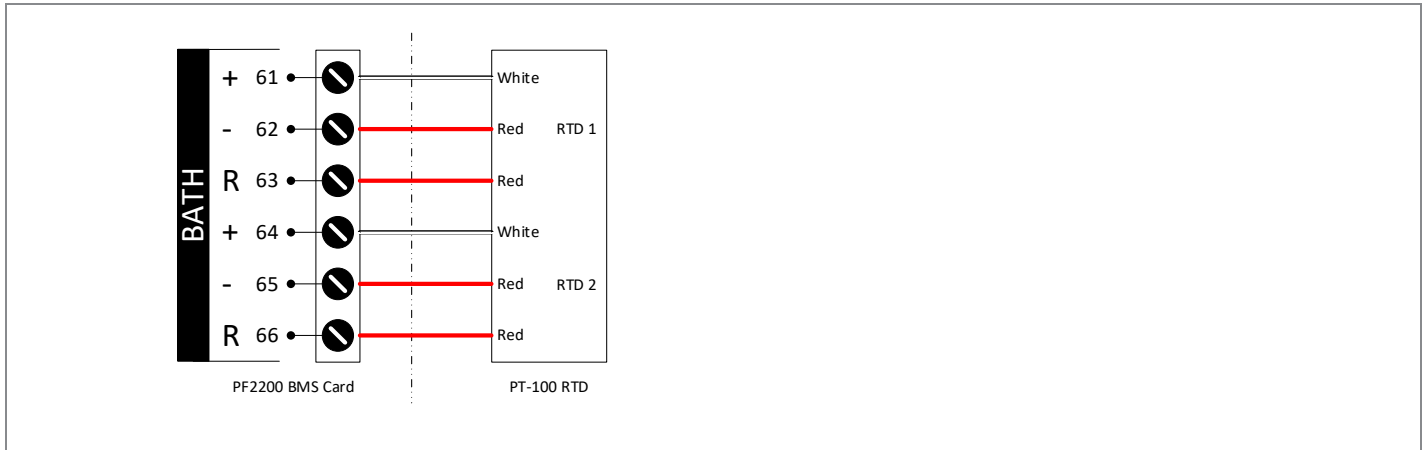 BATH
+ 61 White
- 62 Red RTD 1
R 63 Red
+ 64 White
- 65 Red RTD 2
R 66 Red
PF2200 BMS Card PT-100 RTD